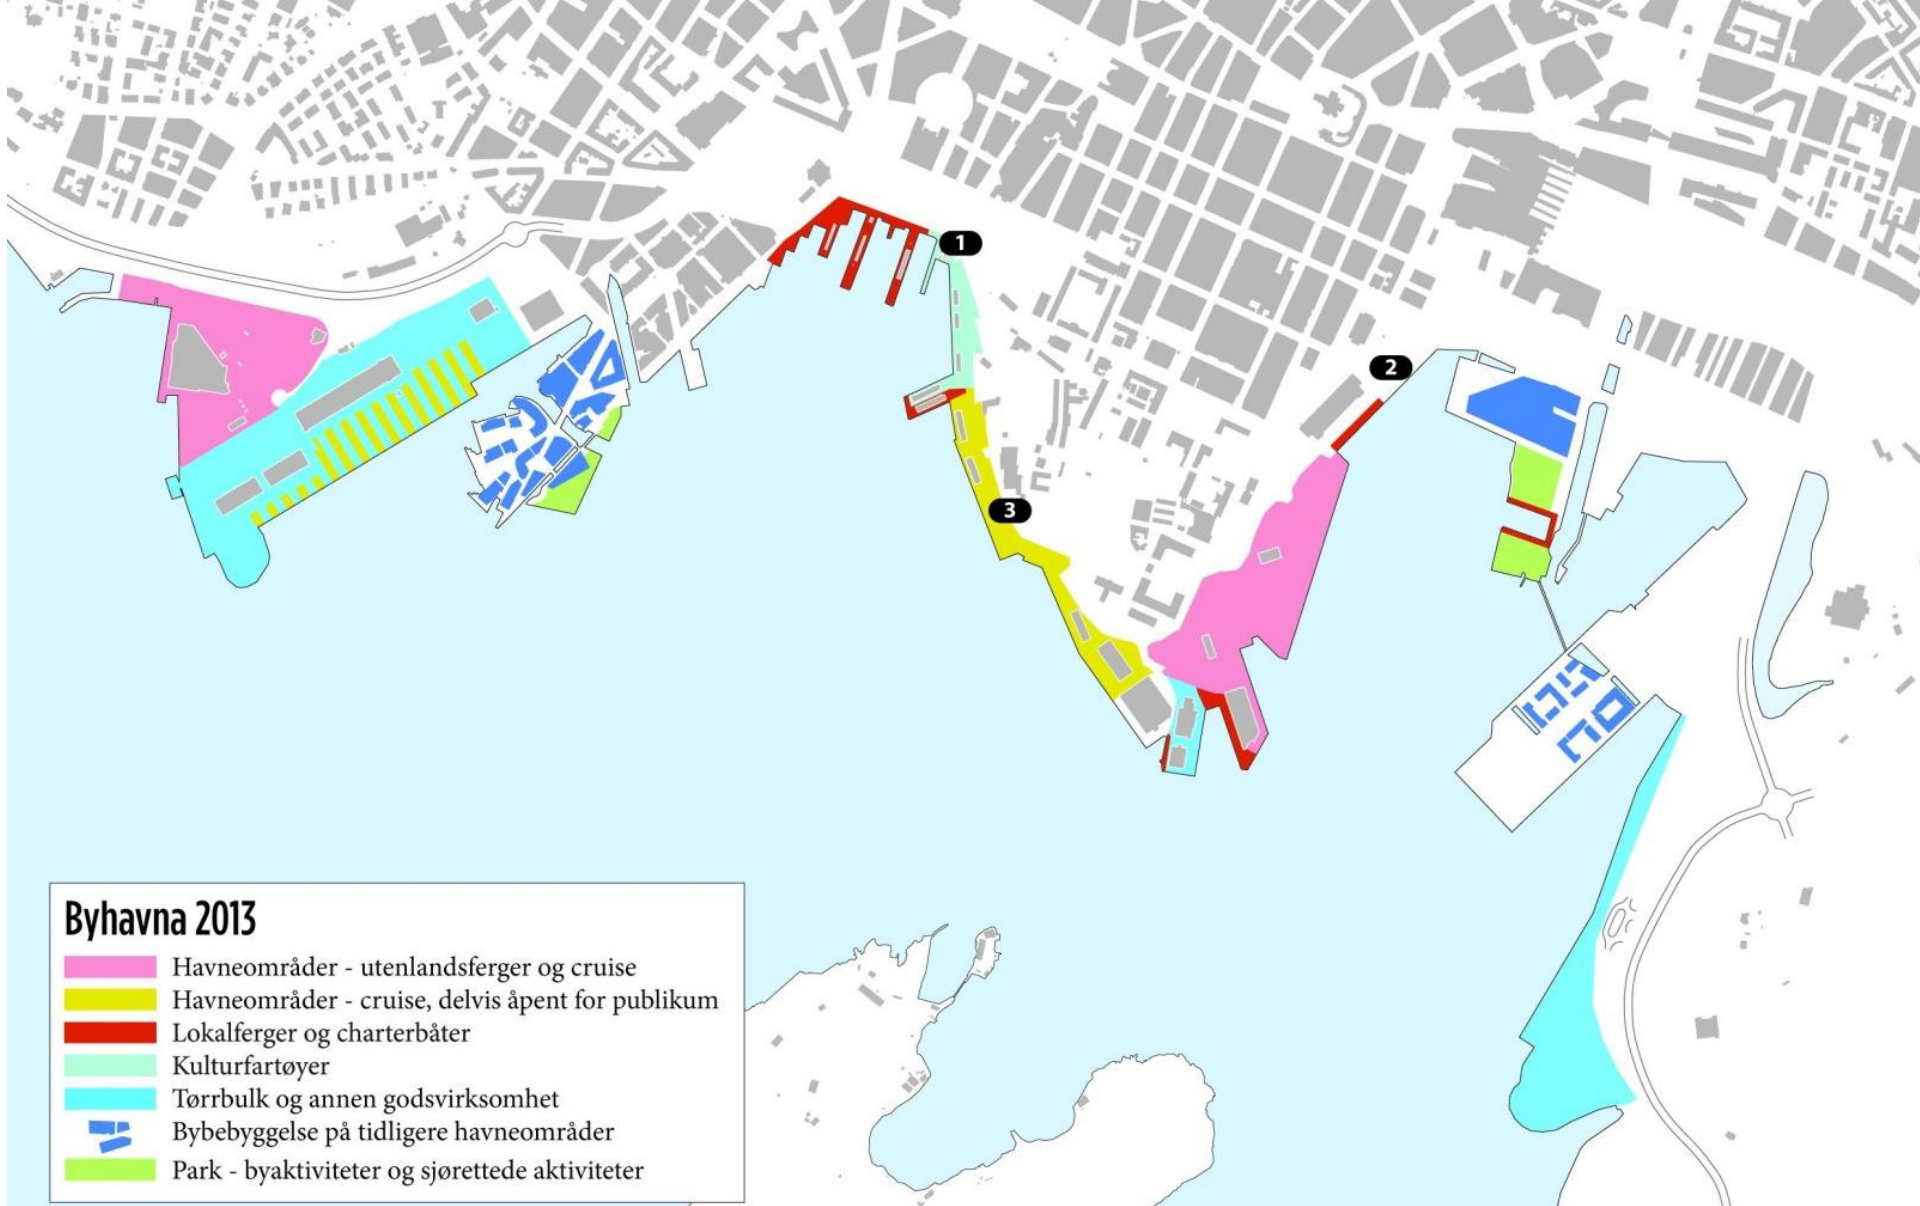 1
2
3
Byhavna 2013
Havneområder - utenlandsferger og cruise
Havneområder - cruise, delvis åpent for publikum
Lokalferger og charterbåter
Kulturfartøyer
Tørrbulk og annen godsvirksomhet
Bybebyggelse på tidligere havneområder
Park - byaktiviteter og sjørettede aktiviteter